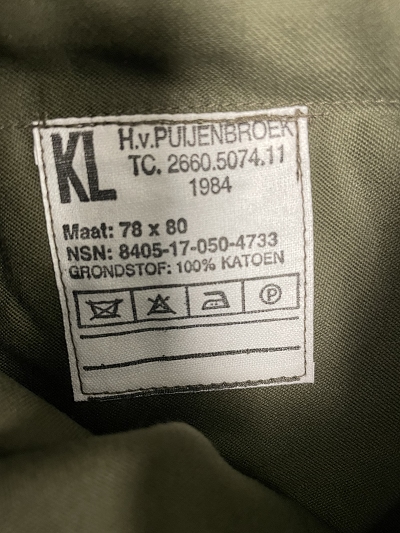 KL
H.v.PUIJENBROEK
TC. 2660.5074.11
1984
Maat: 78 x 80
NSN: 8405-17-050-4733
GRONDSTOF: 100% KATOEN
P